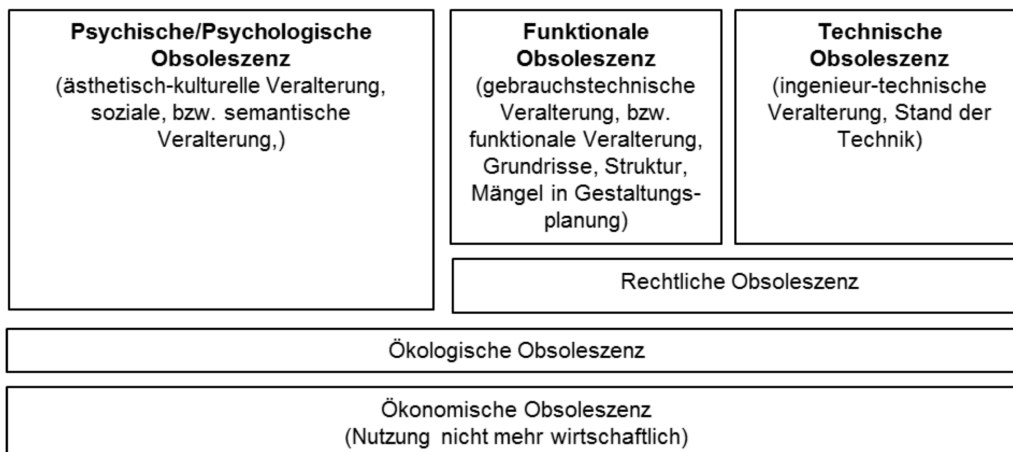 Psychische/Psychologische
Obsoleszenz
(ästhetisch-kulturelle Veralterung,
soziale, bzw. semantische
Veralterung,)
Funktionale
Obsoleszenz
(gebrauchstechnische
Veralterung, bzw.
funktionale Veralterung,
Grundrisse, Struktur,
Mängel in Gestaltungs-
planung)
Technische
Obsoleszenz
(ingenieur-technische
Veralterung, Stand der
Technik)
Rechtliche Obsoleszenz
Ökologische Obsoleszenz
Ökonomische Obsoleszenz
(Nutzung nicht mehr wirtschaftlich)